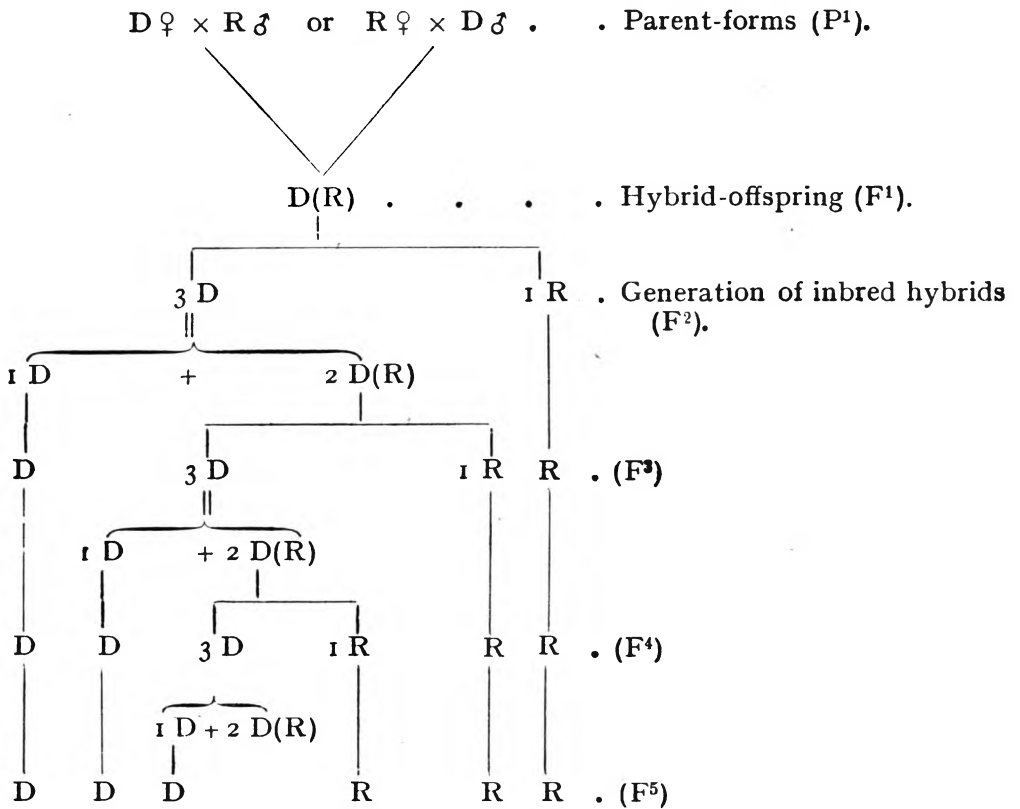 D ♀ × R ♂ or R ♀ × D ♂ . . Parent-forms (P¹).
D(R) . . . . Hybrid-offspring (F¹).
3 D 1 R . Generation of inbred hybrids
(F²).
1 D + 2 D(R)
D 3 D 1 R R . (F³)
1 D + 2 D(R)
D D 3 D 1 R R R . (F⁴)
1 D + 2 D(R)
D D D R R R . (F⁵)